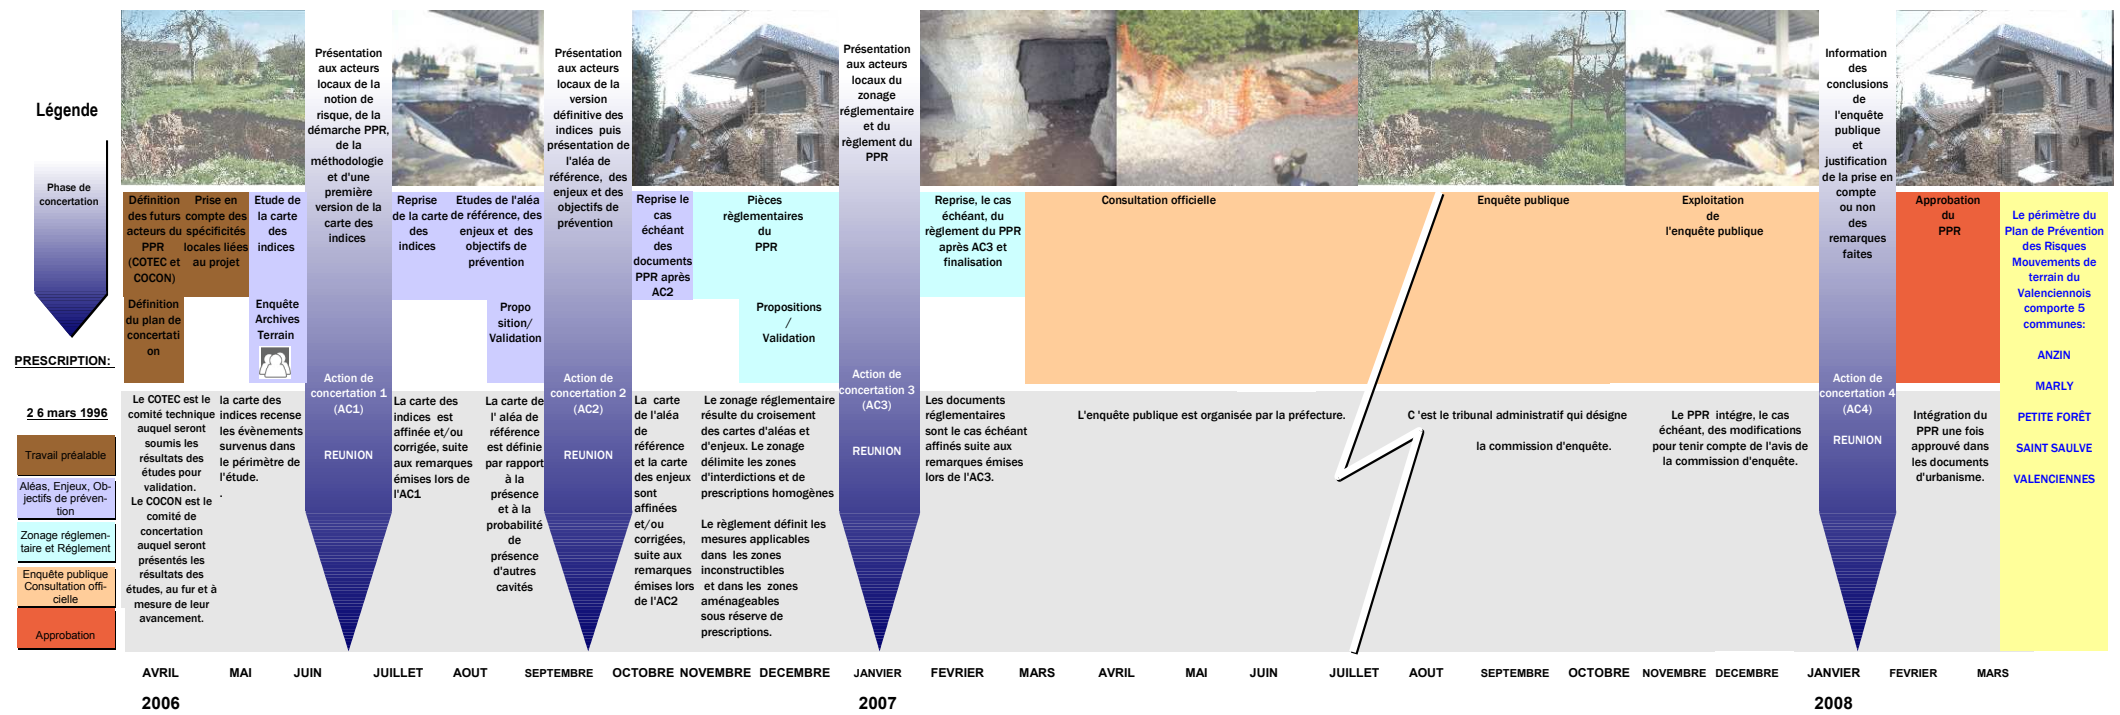 Légende
Phase de
concertation
PRESCRIPTION:
2 6 mars 1996
Travail préalable
Aléas, Enjeux, Ob-
jectifs de préven-
tion
Zonage réglemen-
taire et Réglement
Enquête publique
Consultation offi-
cielle
Approbation
Définition
des futurs
acteurs du
PPR
(COTEC et
COCON)
Prise en
compte des
spécificités
locales liées
au projet
Définition
du plan de
concertati
on
Etude de
la carte
des
indices
Enquête
Archives
Terrain
Le COTEC est le
comité technique
auquel seront
soumis les
résultats des
études pour
validation.
Le COCON est le
comité de
concertation
auquel seront
présentés les
résultats des
études, au fur et à
mesure de leur
avancement.
la carte des
indices recense
les évènements
survenus dans
le périmètre de
l'étude.
.
Présentation
aux acteurs
locaux de la
notion de
risque, de la
démarche PPR,
de la
méthodologie
et d'une
première
version de la
carte des
indices
Action de
concertation 1
(AC1)
REUNION
Reprise
de la carte
des
indices
Etudes de l'aléa
de référence, des
enjeux et des
objectifs de
prévention
Propo
sition/
Validation
La carte des
indices est
affinée et/ou
corrigée, suite
aux remarques
émises lors de
l'AC1
La carte de
l' aléa de
référence
est définie
par rapport
à la
présence
et à la
probabilité
de
présence
d'autres
cavités
Présentation
aux acteurs
locaux de la
version
définitive des
indices puis
présentation de
l'aléa de
référence, des
enjeux et des
objectifs de
prévention
Action de
concertation 2
(AC2)
REUNION
Reprise le
cas
échéant
des
documents
PPR après
AC2
Pièces
règlementaires
du
PPR
Propositions
/
Validation
La carte
de l'aléa
de
référence
et la carte
des enjeux
sont
affinées
et/ou
corrigées,
suite aux
remarques
émises lors
de l'AC2
Le zonage réglementaire
résulte du croisement
des cartes d'aléas et
d'enjeux. Le zonage
délimite les zones
d'interdictions et de
prescriptions homogènes
Le règlement définit les
mesures applicables
dans les zones
inconstructibles
et dans les zones
aménageables
sous réserve de
prescriptions.
Présentation
aux acteurs
locaux du
zonage
réglementaire
et du
règlement du
PPR
Action de
concertation 3
(AC3)
REUNION
Reprise, le cas
échéant, du
règlement du PPR
après AC3 et
finalisation
Les documents
réglementaires
sont le cas échéant
affinés suite aux
remarques émises
lors de l'AC3.
Consultation officielle
L'enquête publique est organisée par la préfecture.
Enquête publique
C 'est le tribunal administratif qui désigne
la commission d'enquête.
Exploitation
de
l'enquête publique
Le PPR intégre, le cas
échéant, des modifications
pour tenir compte de l'avis de
la commission d'enquête.
Information
des
conclusions
de
l'enquête
publique
et
justification
de la prise en
compte
ou non
des
remarques
faites
Action de
concertation 4
(AC4)
REUNION
Approbation
du
PPR
Intégration du
PPR une fois
approuvé dans
les documents
d'urbanisme.
Le périmètre du
Plan de Prévention
des Risques
Mouvements de
terrain du
Valenciennois
comporte 5
communes:
ANZIN
MARLY
PETITE FORÊT
SAINT SAULVE
VALENCIENNES
AVRIL MAI JUIN JUILLET AOUT SEPTEMBRE OCTOBRE NOVEMBRE DECEMBRE JANVIER FEVRIER MARS AVRIL MAI JUIN JUILLET AOUT SEPTEMBRE OCTOBRE NOVEMBRE DECEMBRE JANVIER FEVRIER MARS
2006 2007 2008